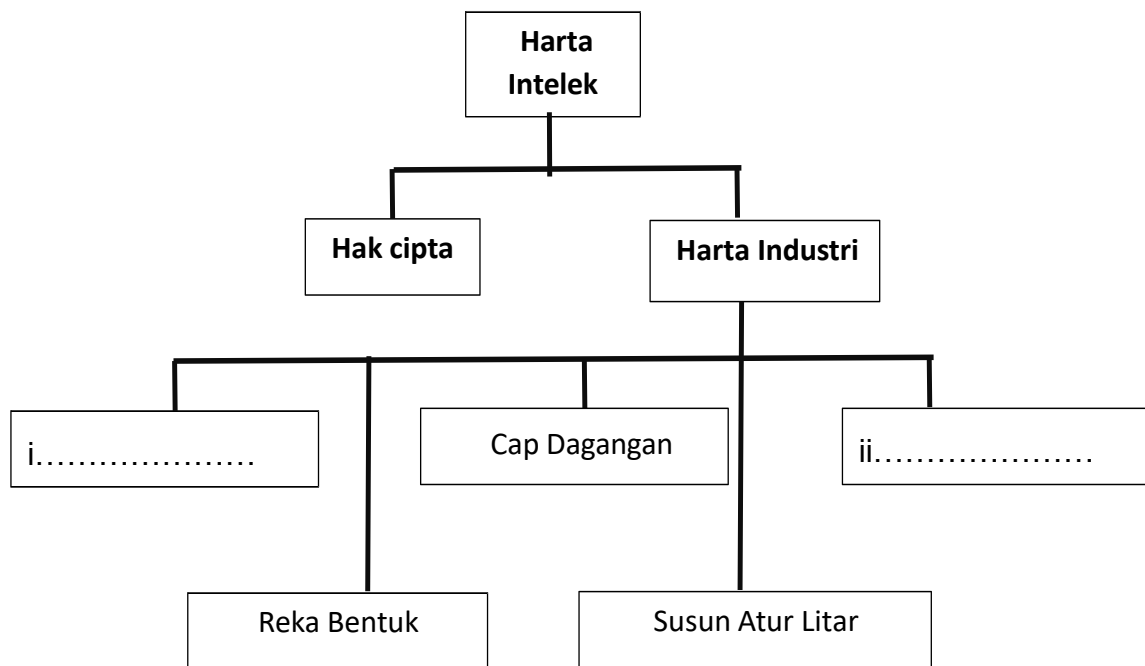 Harta
Intelek
Hak cipta
Harta Industri
i.....................
Cap Dagangan
ii.....................
Reka Bentuk
Susun Atur Litar